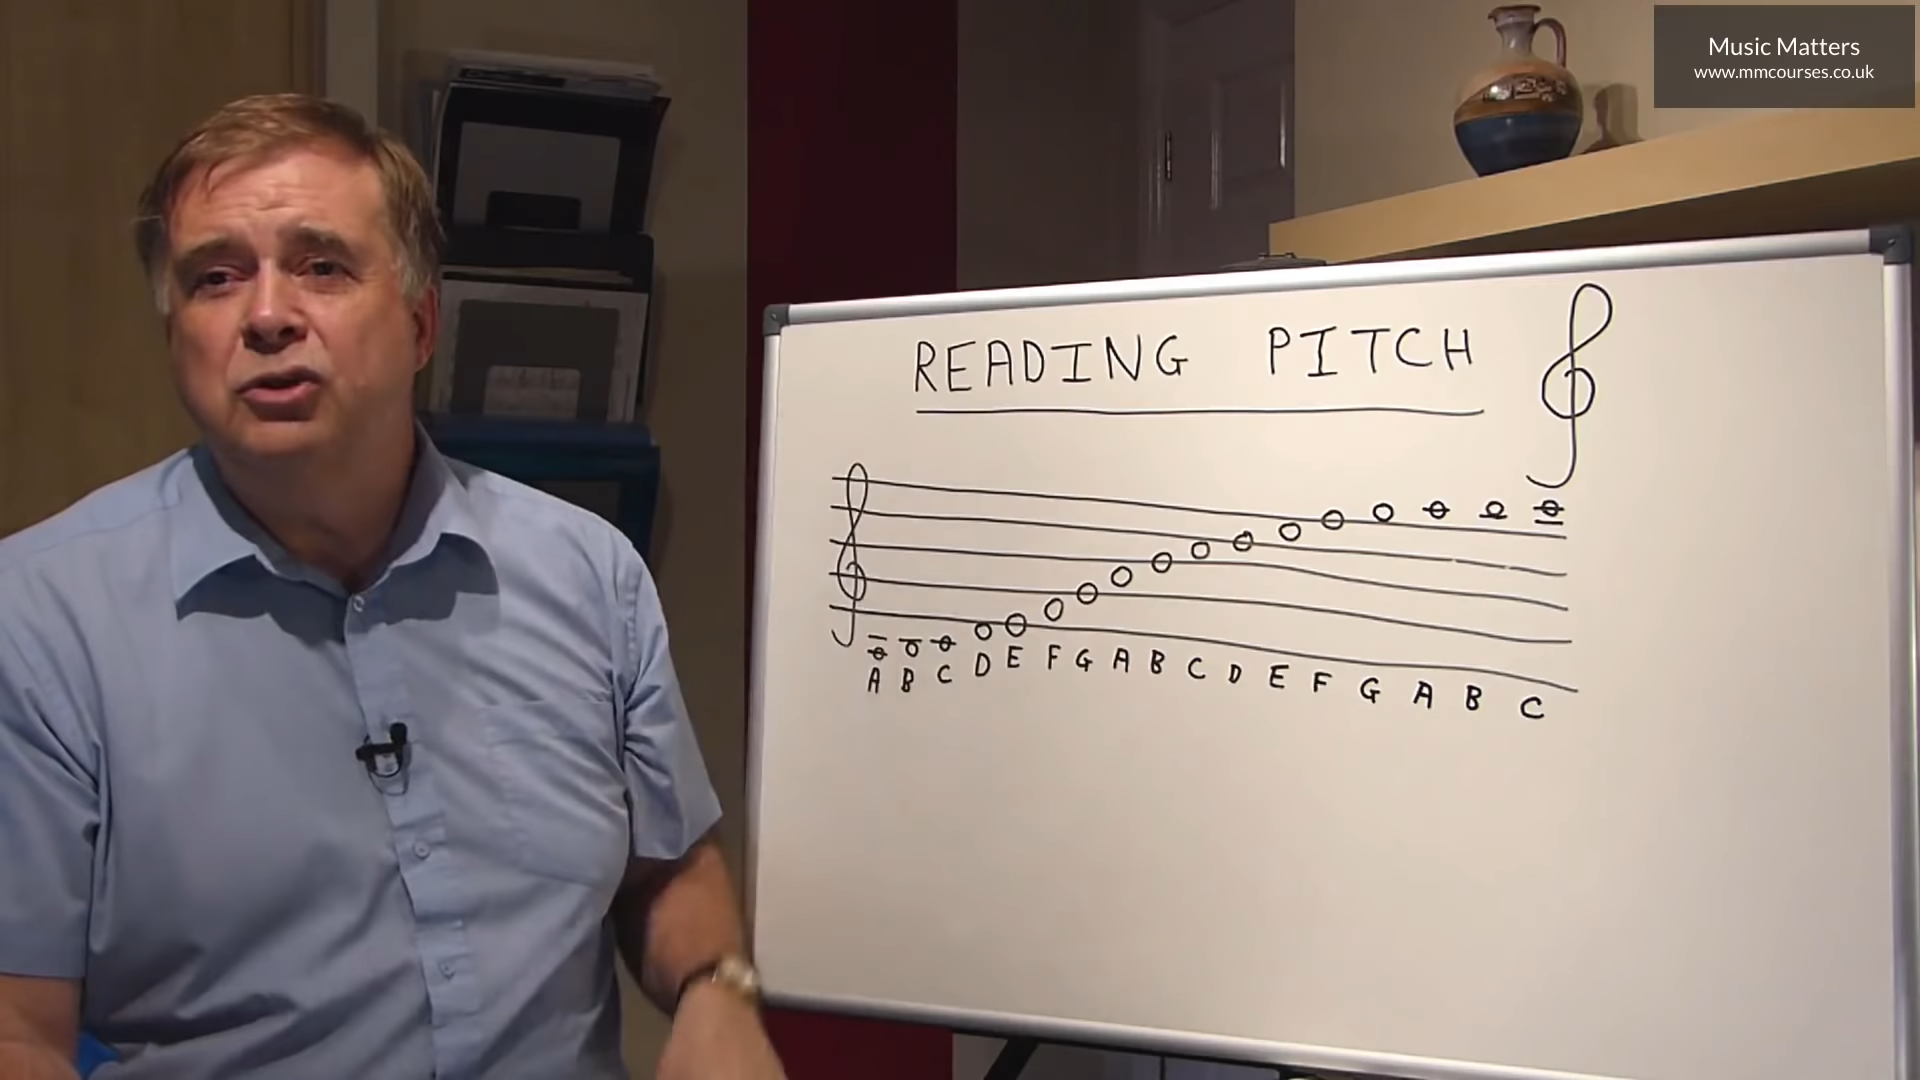 Music Matters
www.mmcourses.co.uk
READING PITCH
A B C D E F G A B C D E F G A B C